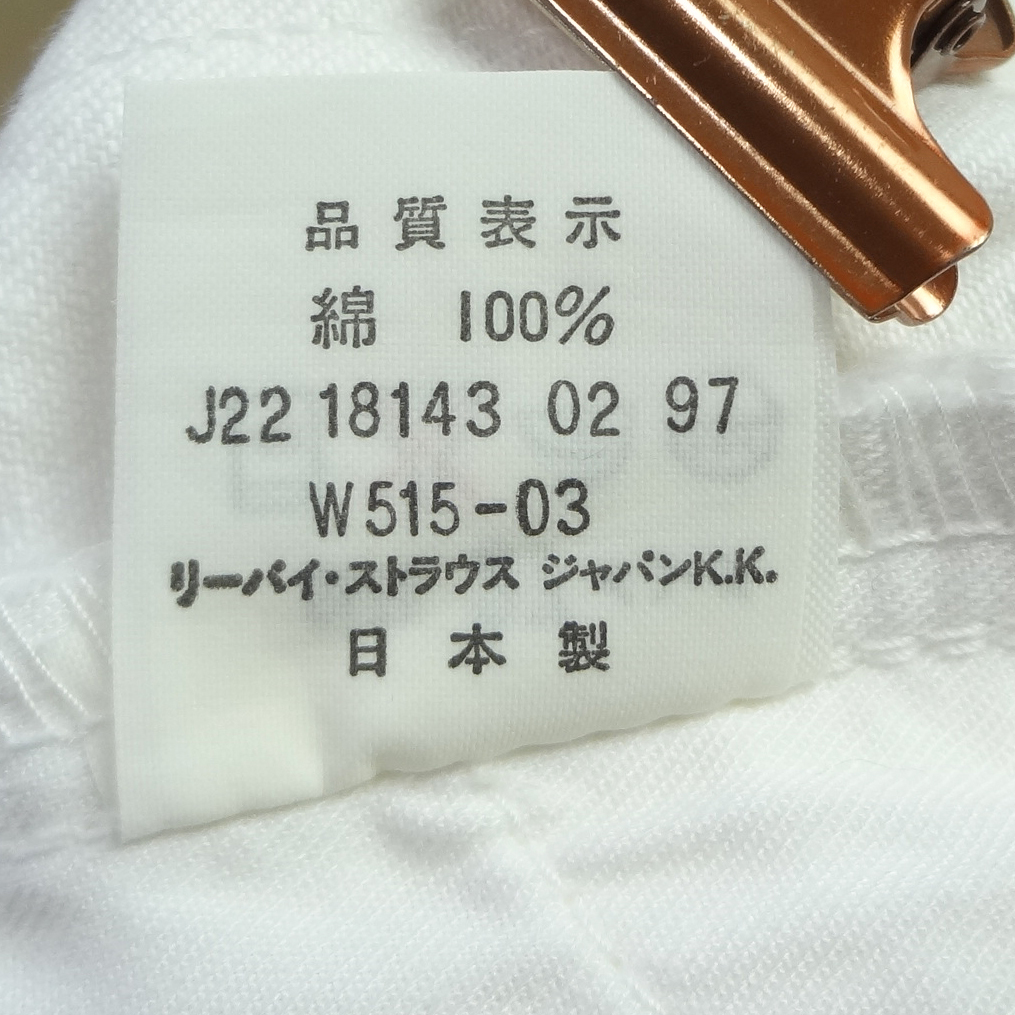 品質表示
綿 100%
J22 18143 02 97
W515-03
リーバイ・ストラウス ジャパンK.K.
日本製